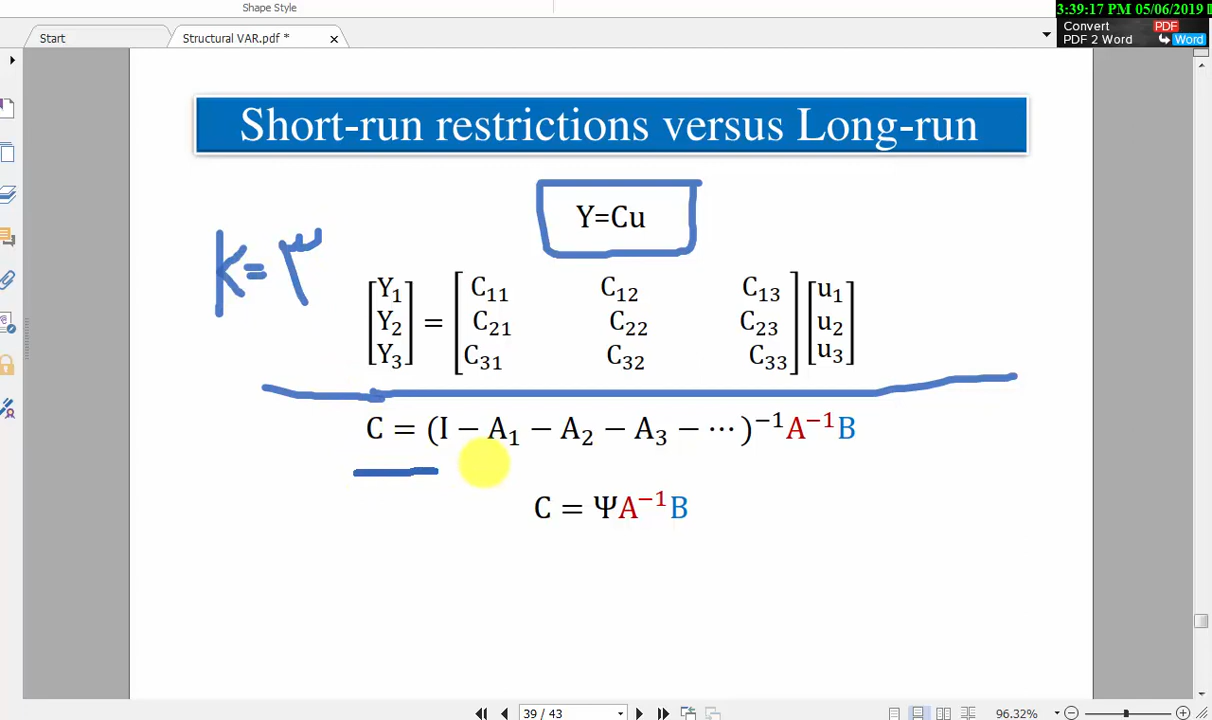 Shape Style
3:39:17 PM 05/06/2019
Start
Structural VAR.pdf *
Convert PDF
PDF 2 Word Word
Short-run restrictions versus Long-run
Y=Cu
K=
[Y₁ Y₂ Y₃] = [C₁₁ C₁₂ C₁₃
C₂₁ C₂₂ C₂₃
C₃₁ C₃₂ C₃₃] [u₁ u₂ u₃]
C = (I − A₁ − A₂ − A₃ − ⋯ )⁻¹A⁻¹B
C = ΨA⁻¹B
39 / 43
96.32%